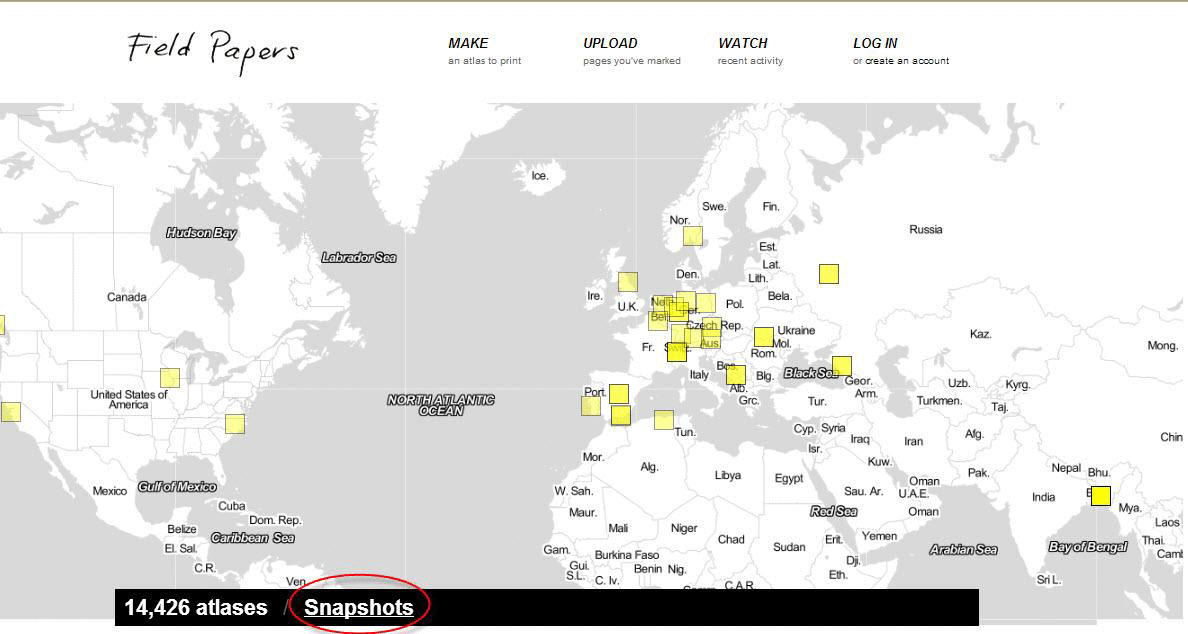 Field Papers
MAKE
an atlas to print
UPLOAD
pages you've marked
WATCH
recent activity
LOG IN
or create an account
Ice.
Swe.
Fin.
Nor.
Russia
Hudson Bay
Labrador Sea
Est.
Lat.
Lith.
Den.
Canada
Ire.
U.K.
Pol.
Bela.
Bel.
Ger.
Czech Rep.
Ukraine
Kaz.
Mong.
Fr.
Aus.
Mol.
Rom.
Italy
Bos.
Blg.
Black Sea
Geor.
Uzb.
Kyrg.
United States of
America
NORTH ATLANTIC
OCEAN
Port.
Alb.
Grc.
Tur.
Arm.
Turkmen.
Taj.
Tun.
Cyp.
Syria
Isr.
Iraq
Iran
Afg.
Chin
Mor.
Alg.
Libya
Egypt
Kuw.
Pak.
Nepal
Bhu.
Mexico
Gulf of Mexico
W. Sah.
Sau. Ar.
Oman
U.A.E.
India
Cuba
Dom. Rep.
Maur.
Red Sea
Oman
Mya.
Belize
Caribbean Sea
Mali
Niger
Chad
Sudan
Erit.
Yemen
Arabian Sea
Bay of Bengal
Laos
Thai.
Camb
El. Sal.
C.R.
Gam.
Gui.
S.L.
Burkina Faso
Benin
Nig.
C. Iv.
Dji.
Eth.
Sri L.
Ven.
C.A.R.
14,426 atlases / Snapshots